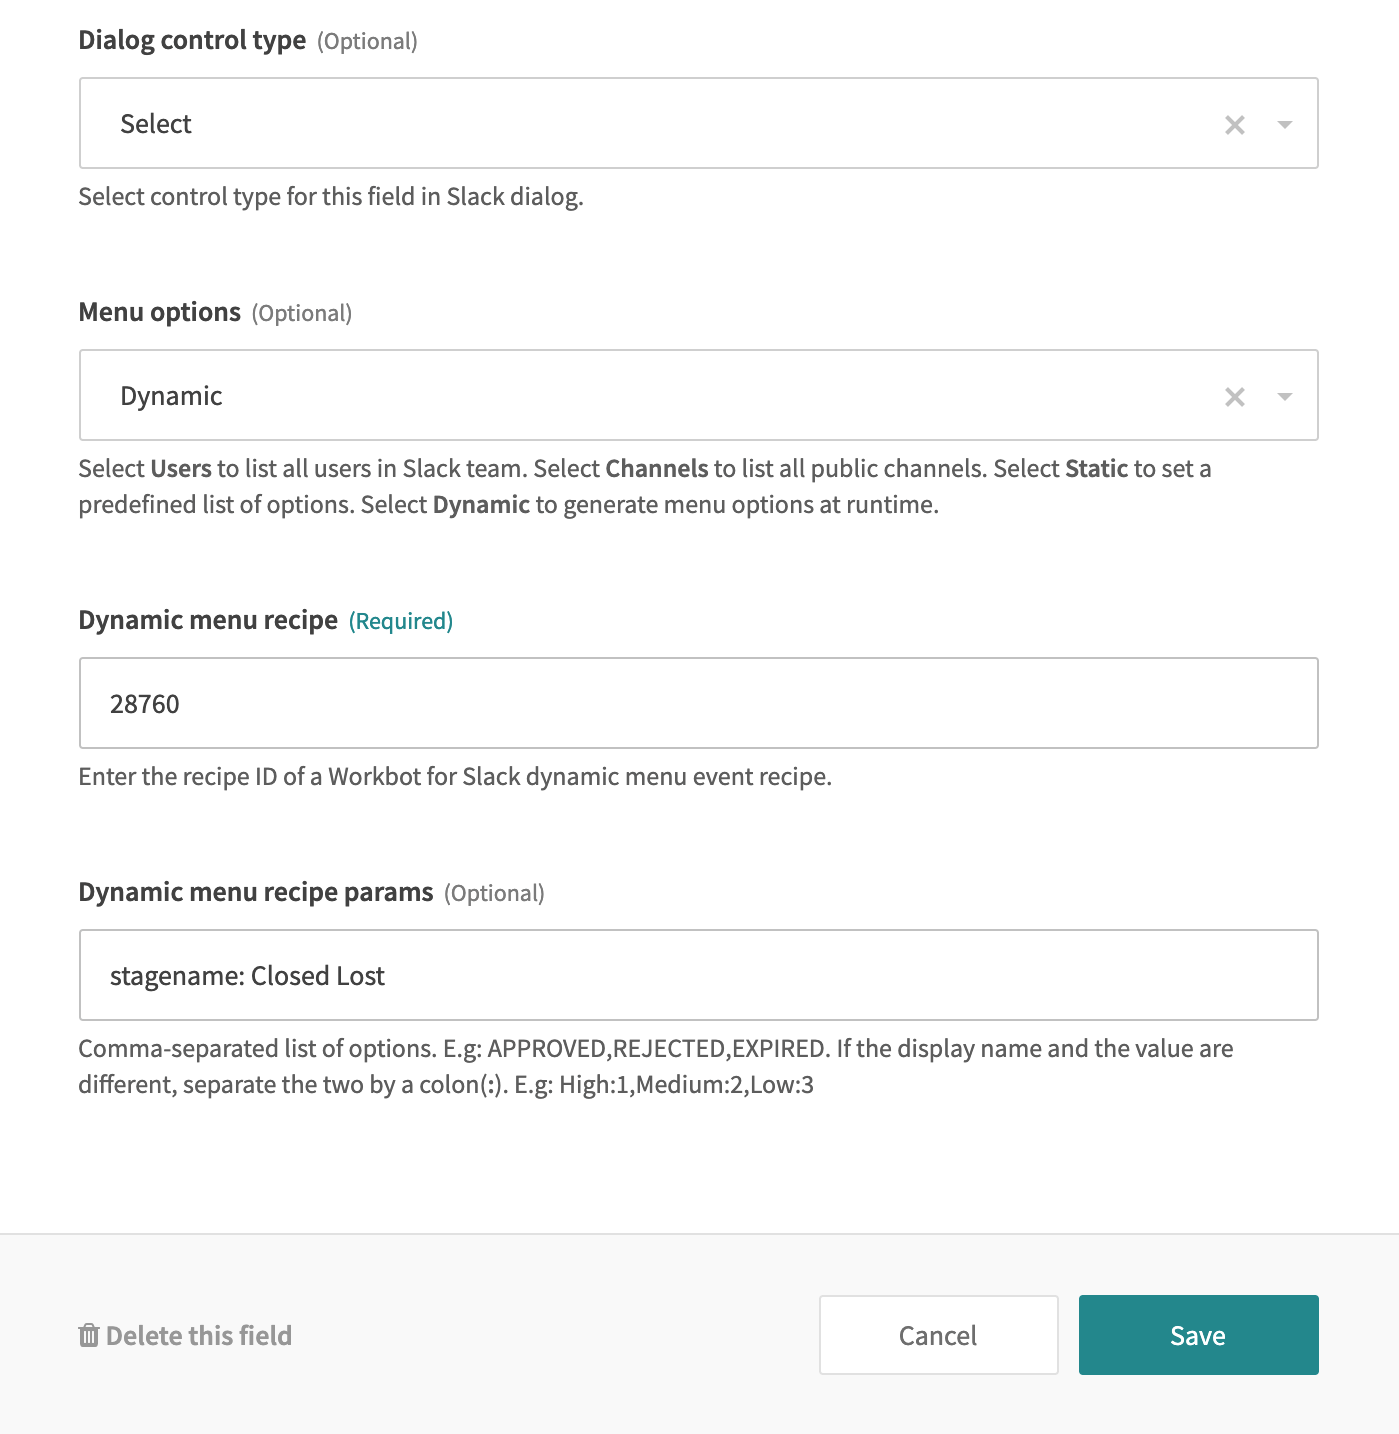 Dialog control type (Optional)
Select
Select control type for this field in Slack dialog.
Menu options (Optional)
Dynamic
Select Users to list all users in Slack team. Select Channels to list all public channels. Select Static to set a
predefined list of options. Select Dynamic to generate menu options at runtime.
Dynamic menu recipe (Required)
28760
Enter the recipe ID of a Workbot for Slack dynamic menu event recipe.
Dynamic menu recipe params (Optional)
stagename: Closed Lost
Comma-separated list of options. E.g: APPROVED,REJECTED,EXPIRED. If the display name and the value are
different, separate the two by a colon(:). E.g: High:1,Medium:2,Low:3
Delete this field
Cancel
Save